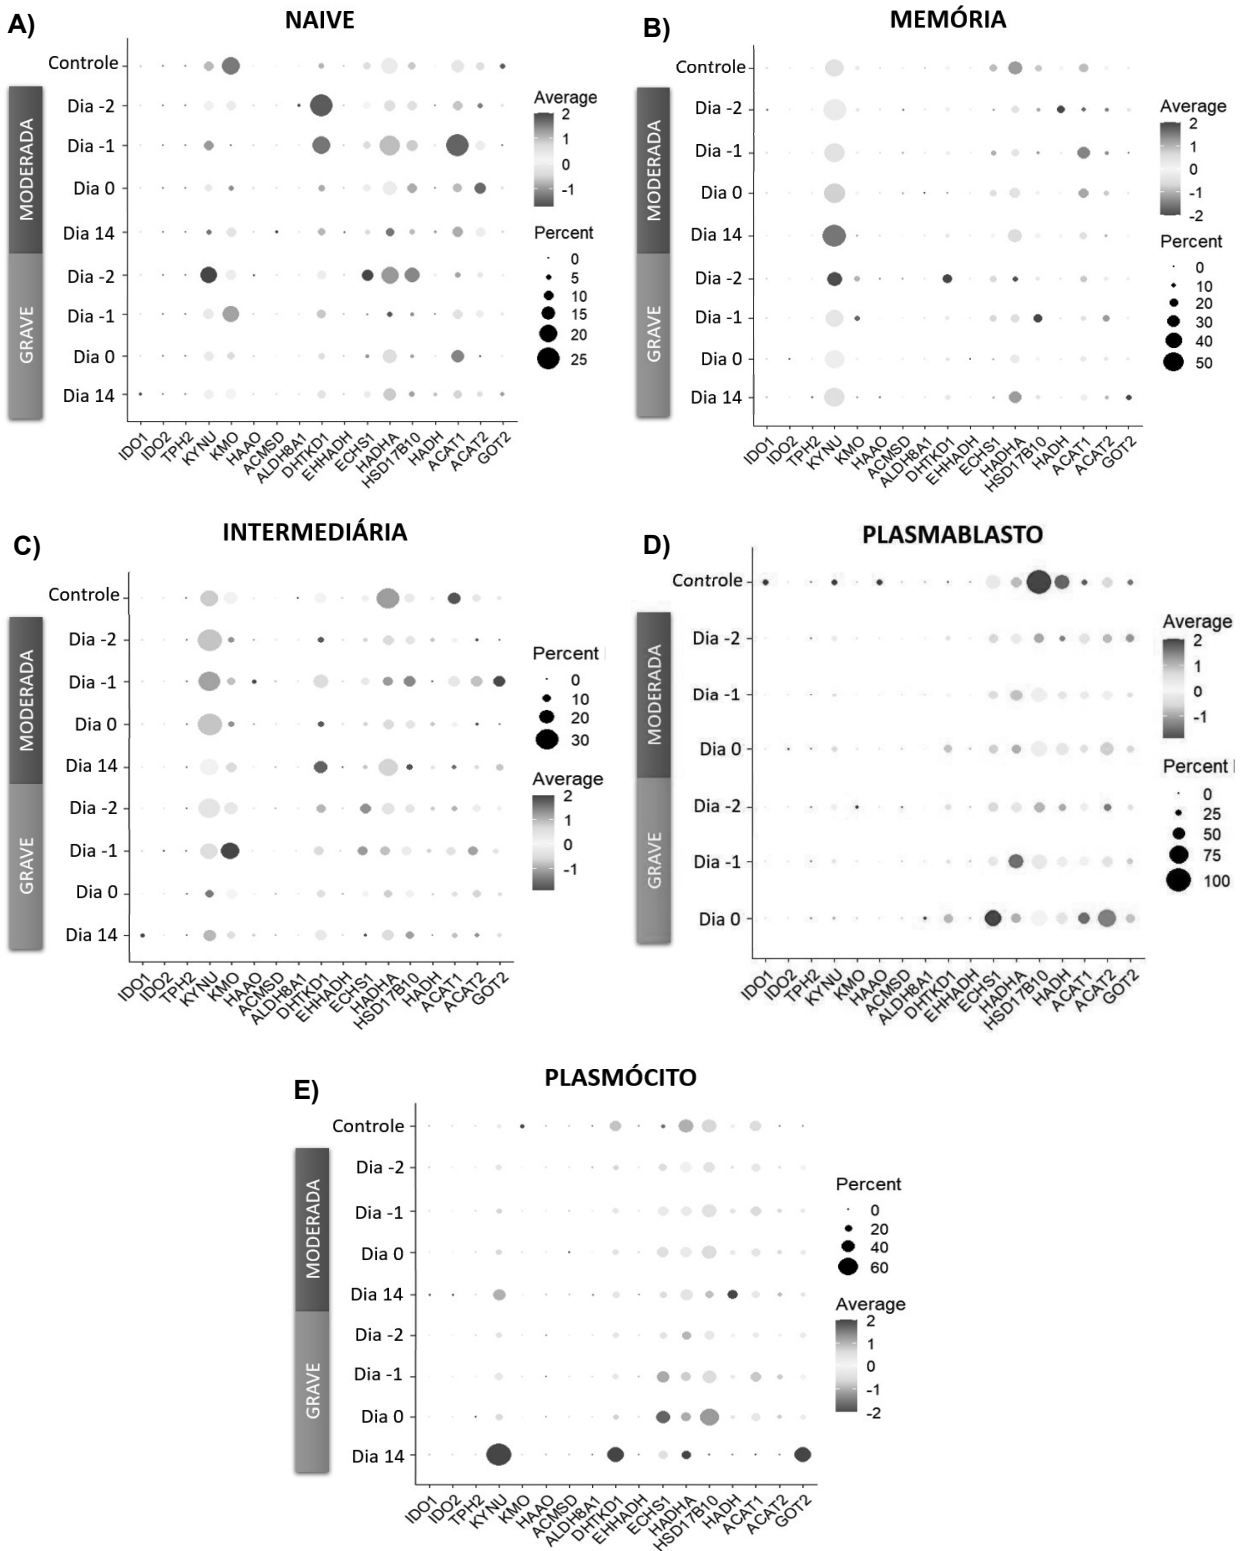 A)
NAIVE
Controle
Dia -2
Dia -1
Dia 0
Dia 14
Dia -2
Dia -1
Dia 0
Dia 14
MODERADA
GRAVE
IDO1
IDO2
TPH2
KYNU
KMO
HAAO
ACMSD
ALDH8A1
DHTKD1
EHHADH
ECHS1
HADHA
HSD17B10
HADH
ACAT1
ACAT2
GOT2
Average
2
1
0
-1
Percent
0
5
10
15
20
25
B)
MEMÓRIA
Controle
Dia -2
Dia -1
Dia 0
Dia 14
Dia -2
Dia -1
Dia 0
Dia 14
MODERADA
GRAVE
IDO1
IDO2
TPH2
KYNU
KMO
HAAO
ACMSD
ALDH8A1
DHTKD1
EHHADH
ECHS1
HADHA
HSD17B10
HADH
ACAT1
ACAT2
GOT2
Average
2
1
0
-1
-2
Percent
0
10
20
30
40
50
C)
INTERMEDIÁRIA
Controle
Dia -2
Dia -1
Dia 0
Dia 14
Dia -2
Dia -1
Dia 0
Dia 14
MODERADA
GRAVE
IDO1
IDO2
TPH2
KYNU
KMO
HAAO
ACMSD
ALDH8A1
DHTKD1
EHHADH
ECHS1
HADHA
HSD17B10
HADH
ACAT1
ACAT2
GOT2
Percent
0
10
20
30
Average
2
1
0
-1
D)
PLASMABLASTO
Controle
Dia -2
Dia -1
Dia 0
Dia -2
Dia -1
Dia 0
MODERADA
GRAVE
IDO1
IDO2
TPH2
KYNU
KMO
HAAO
ACMSD
ALDH8A1
DHTKD1
EHHADH
ECHS1
HADHA
HSD17B10
HADH
ACAT1
ACAT2
GOT2
Average
2
1
0
-1
Percent
0
25
50
75
100
E)
PLASMÓCITO
Controle
Dia -2
Dia -1
Dia 0
Dia 14
Dia -2
Dia -1
Dia 0
Dia 14
MODERADA
GRAVE
IDO1
IDO2
TPH2
KYNU
KMO
HAAO
ACMSD
ALDH8A1
DHTKD1
EHHADH
ECHS1
HADHA
HSD17B10
HADH
ACAT1
ACAT2
GOT2
Percent
0
20
40
60
Average
2
1
0
-1
-2